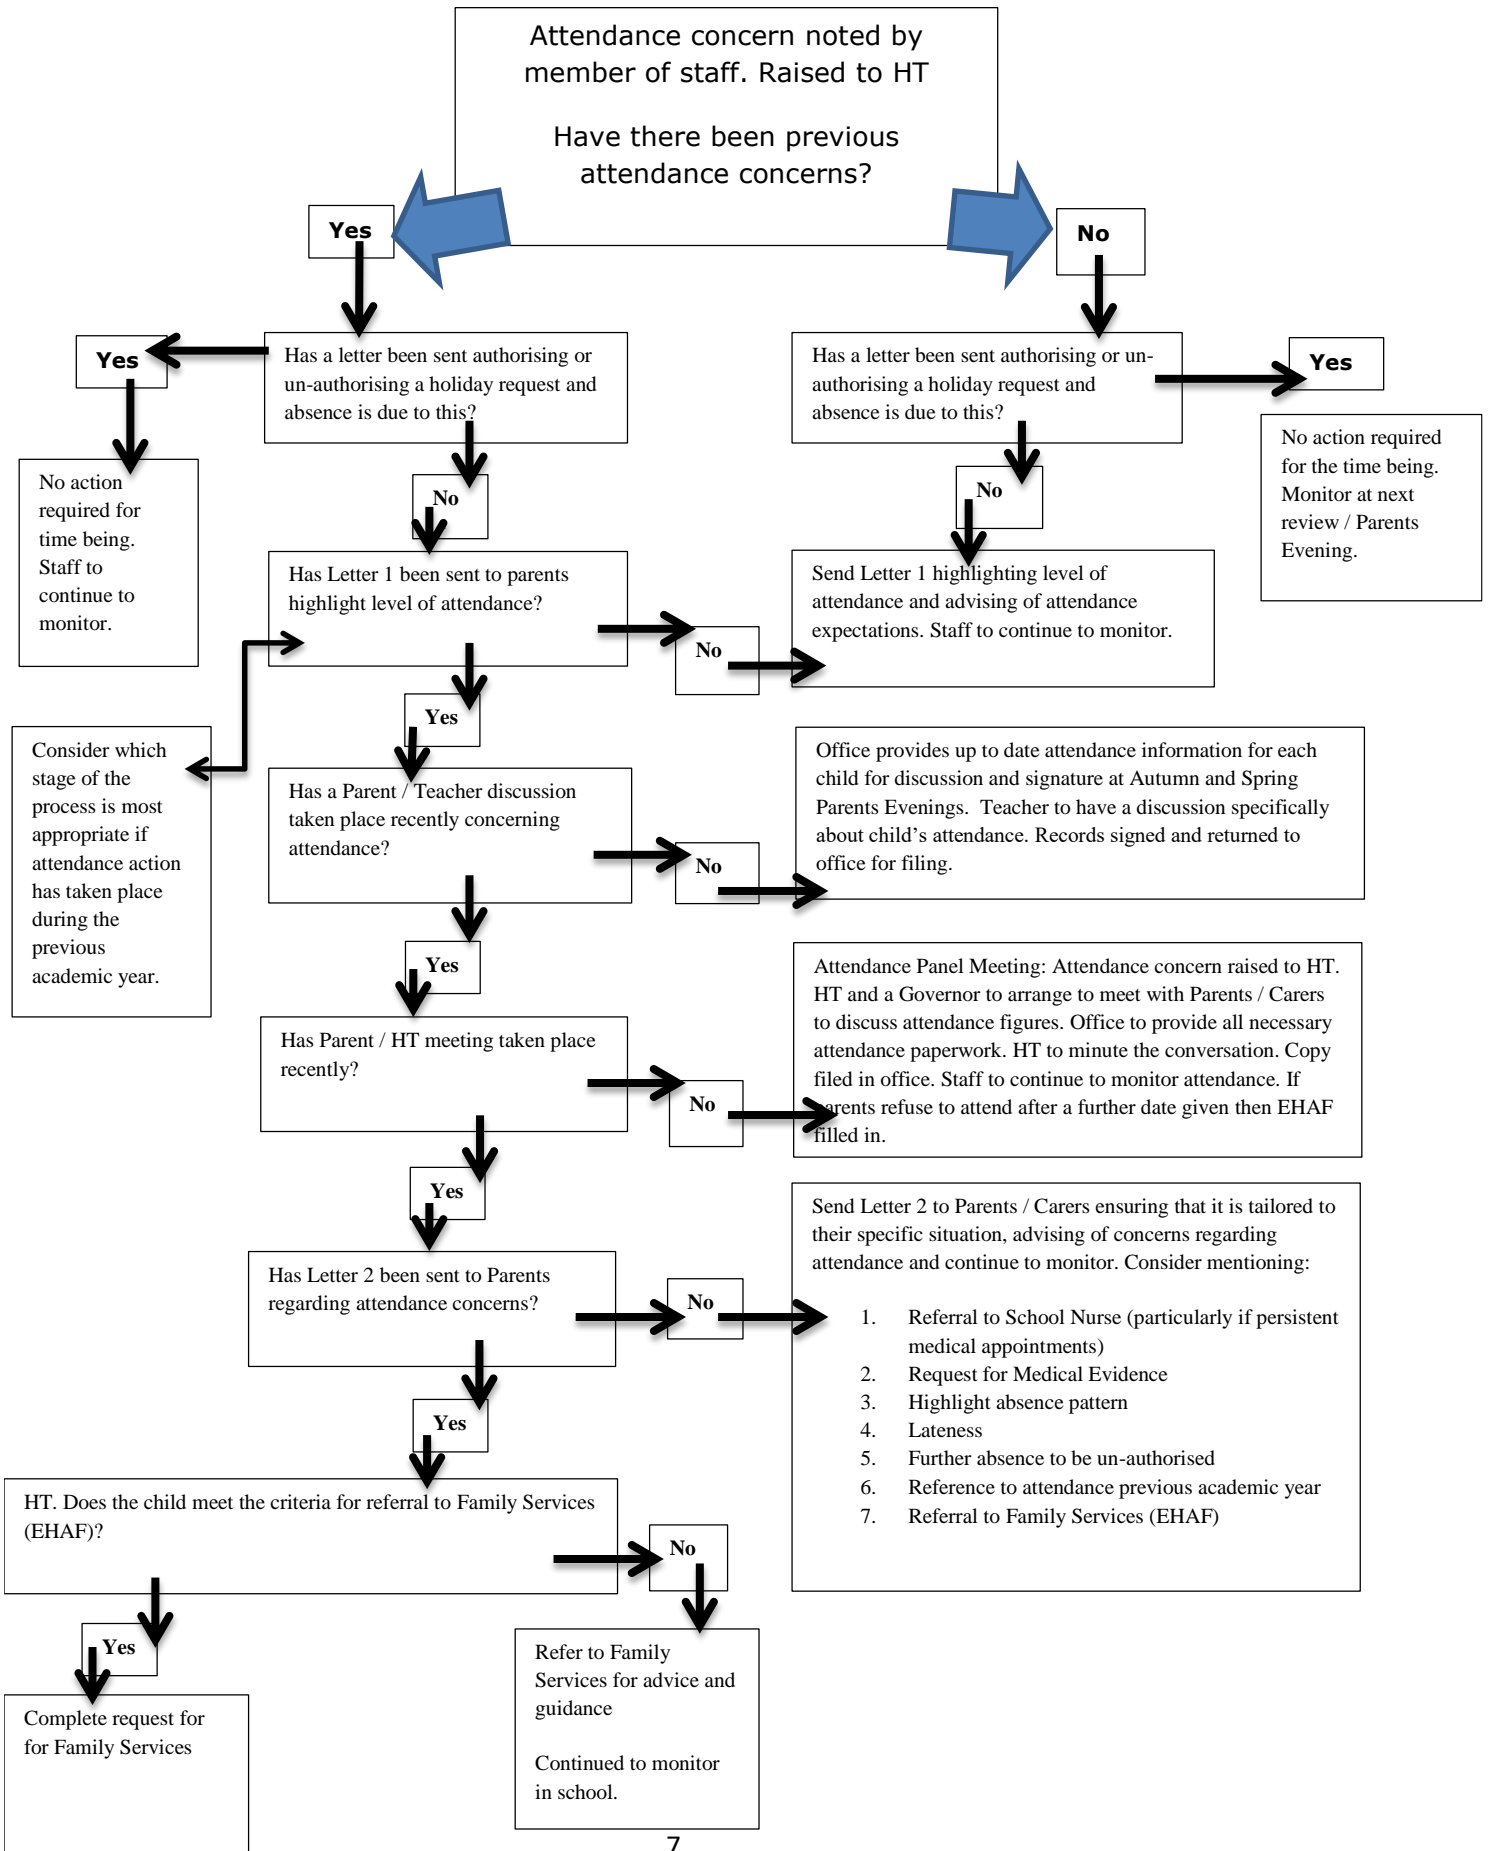 Attendance concern noted by
member of staff. Raised to HT
Have there been previous
attendance concerns?
Yes
No
Yes
Has a letter been sent authorising or
un-authorising a holiday request and
absence is due to this?
Has a letter been sent authorising or un-
authorising a holiday request and
absence is due to this?
Yes
No action
required for
time being.
Staff to
continue to
monitor.
No
No
No action required
for the time being.
Monitor at next
review / Parents
Evening.
Has Letter 1 been sent to parents
highlight level of attendance?
No
Send Letter 1 highlighting level of
attendance and advising of attendance
expectations. Staff to continue to monitor.
Yes
Consider which
stage of the
process is most
appropriate if
attendance action
has taken place
during the
previous
academic year.
Has a Parent / Teacher discussion
taken place recently concerning
attendance?
No
Office provides up to date attendance information for each
child for discussion and signature at Autumn and Spring
Parents Evenings.  Teacher to have a discussion specifically
about child’s attendance. Records signed and returned to
office for filing.
Yes
Has Parent / HT meeting taken place
recently?
No
Attendance Panel Meeting: Attendance concern raised to HT.
HT and a Governor to arrange to meet with Parents / Carers
to discuss attendance figures. Office to provide all necessary
attendance paperwork. HT to minute the conversation. Copy
filed in office. Staff to continue to monitor attendance. If
parents refuse to attend after a further date given then EHAF
filled in.
Yes
Has Letter 2 been sent to Parents
regarding attendance concerns?
No
Send Letter 2 to Parents / Carers ensuring that it is tailored to
their specific situation, advising of concerns regarding
attendance and continue to monitor. Consider mentioning:
1. Referral to School Nurse (particularly if persistent
medical appointments)
2. Request for Medical Evidence
3. Highlight absence pattern
4. Lateness
5. Further absence to be un-authorised
6. Reference to attendance previous academic year
7. Referral to Family Services (EHAF)
Yes
HT. Does the child meet the criteria for referral to Family Services
(EHAF)?
No
Yes
Refer to Family
Services for advice and
guidance
Continued to monitor
in school.
Complete request for
for Family Services
7